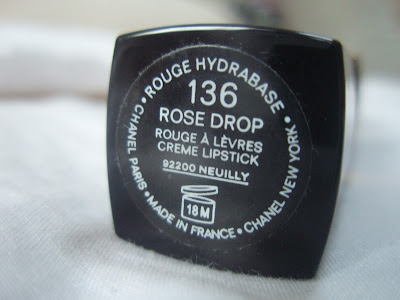 ROUGE HYDRABASE
136
ROSE DROP
ROUGE À LÈVRES
CREME LIPSTICK
92200 NEUILLY
18M
CHANEL PARIS • MADE IN FRANCE • CHANEL NEW YORK •